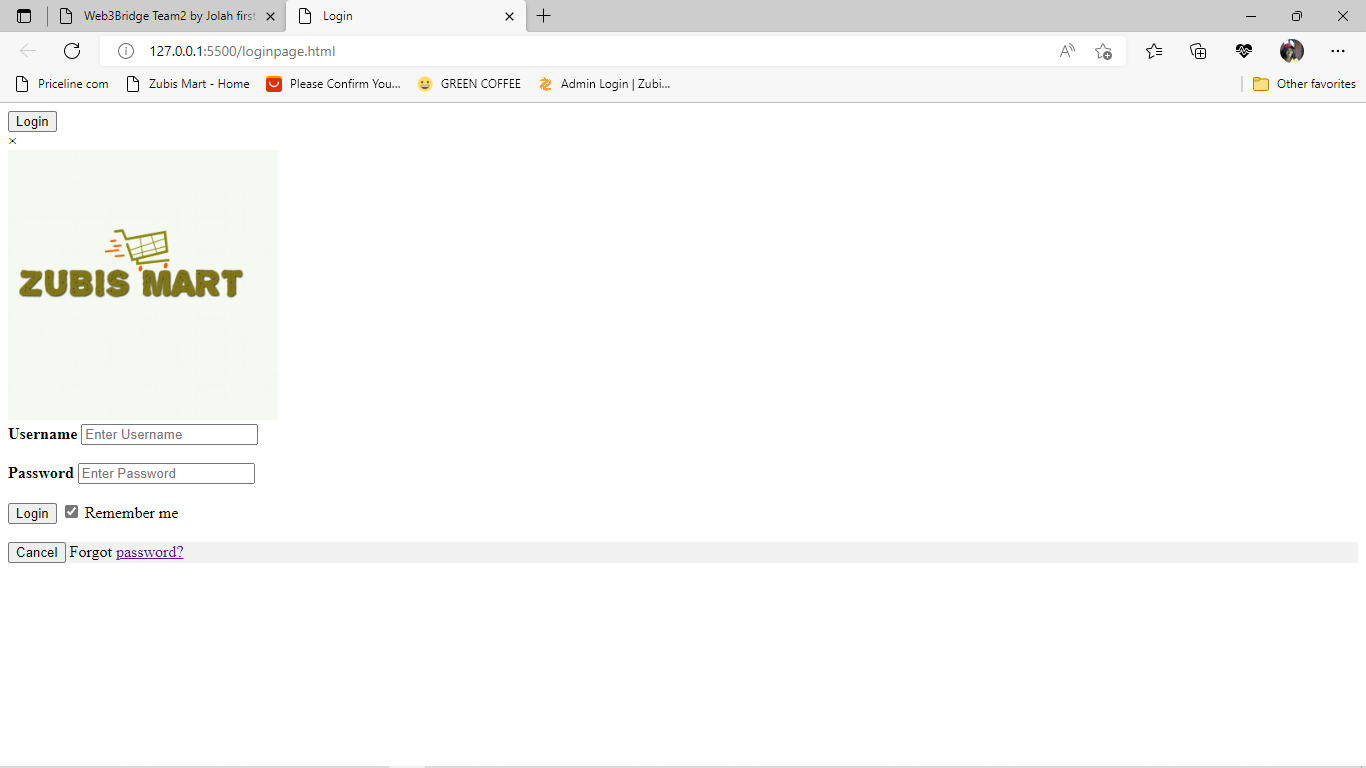 Web3Bridge Team2 by Jolah first
Login
127.0.0.1:5500/loginpage.html
Priceline com
Zubis Mart - Home
Please Confirm You...
GREEN COFFEE
Admin Login | Zubi...
Other favorites
Login
×
ZUBIS MART
Username Enter Username
Password Enter Password
Login Remember me
Cancel Forgot password?